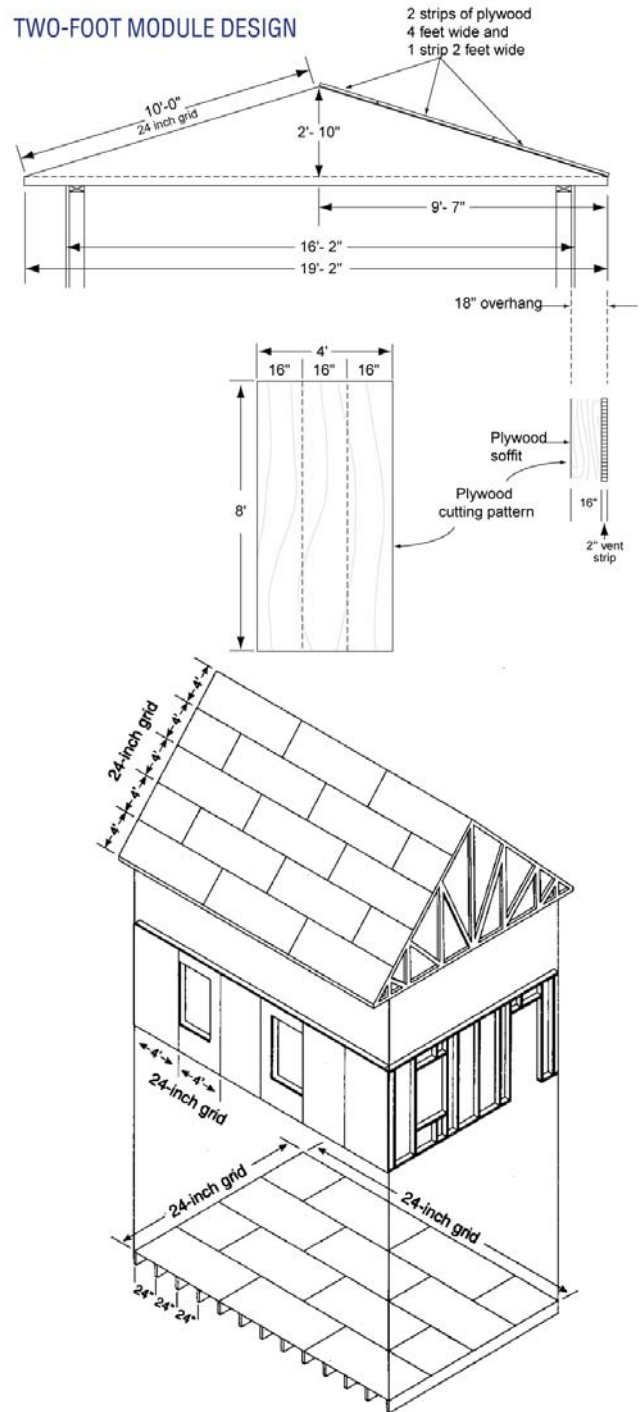 TWO-FOOT MODULE DESIGN
2 strips of plywood
4 feet wide and
1 strip 2 feet wide
10'-0"
24 inch grid
2'- 10"
9'- 7"
16'- 2"
19'- 2"
18" overhang
4'
16" 16" 16"
8'
Plywood
soffit
Plywood
cutting pattern
16"
2" vent
strip
24-inch grid
4'
4'
4'
4'
4'
4' 4'
24-inch grid
24-inch grid
24-inch grid
24" 24" 24"